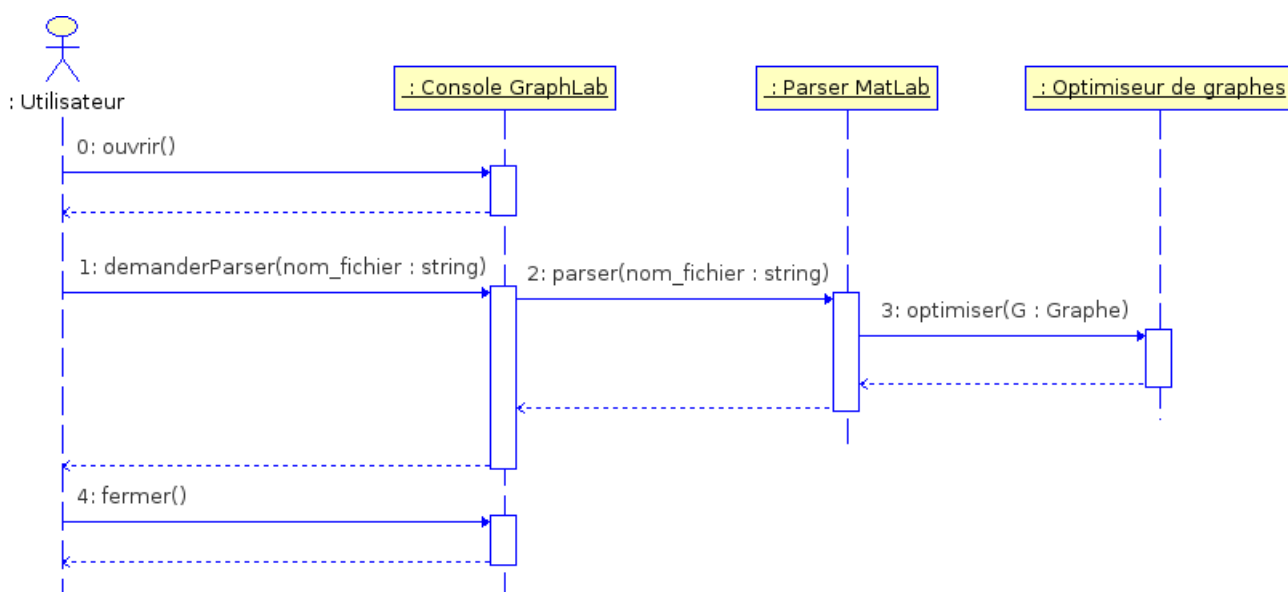 : Utilisateur
: Console GraphLab
: Parser MatLab
: Optimiseur de graphes
0: ouvrir()
1: demanderParser(nom_fichier : string)
2: parser(nom_fichier : string)
3: optimiser(G : Graphe)
4: fermer()